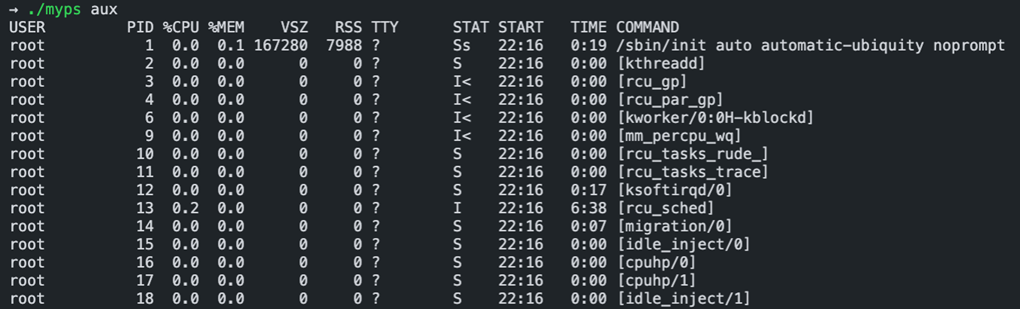 → ./myps aux
USER PID %CPU %MEM VSZ RSS TTY STAT START TIME COMMAND
root 1 0.0 0.1 167280 7988 ? Ss 22:16 0:19 /sbin/init auto automatic-ubiquity noprompt
root 2 0.0 0.0 0 0 ? S 22:16 0:00 [kthreadd]
root 3 0.0 0.0 0 0 ? I< 22:16 0:00 [rcu_gp]
root 4 0.0 0.0 0 0 ? I< 22:16 0:00 [rcu_par_gp]
root 6 0.0 0.0 0 0 ? I< 22:16 0:00 [kworker/0:0H-kblockd]
root 9 0.0 0.0 0 0 ? I< 22:16 0:00 [mm_percpu_wq]
root 10 0.0 0.0 0 0 ? S 22:16 0:00 [rcu_tasks_rude_]
root 11 0.0 0.0 0 0 ? S 22:16 0:00 [rcu_tasks_trace]
root 12 0.0 0.0 0 0 ? S 22:16 0:17 [ksoftirqd/0]
root 13 0.2 0.0 0 0 ? I 22:16 6:38 [rcu_sched]
root 14 0.0 0.0 0 0 ? S 22:16 0:07 [migration/0]
root 15 0.0 0.0 0 0 ? S 22:16 0:00 [idle_inject/0]
root 16 0.0 0.0 0 0 ? S 22:16 0:00 [cpuhp/0]
root 17 0.0 0.0 0 0 ? S 22:16 0:00 [cpuhp/1]
root 18 0.0 0.0 0 0 ? S 22:16 0:00 [idle_inject/1]